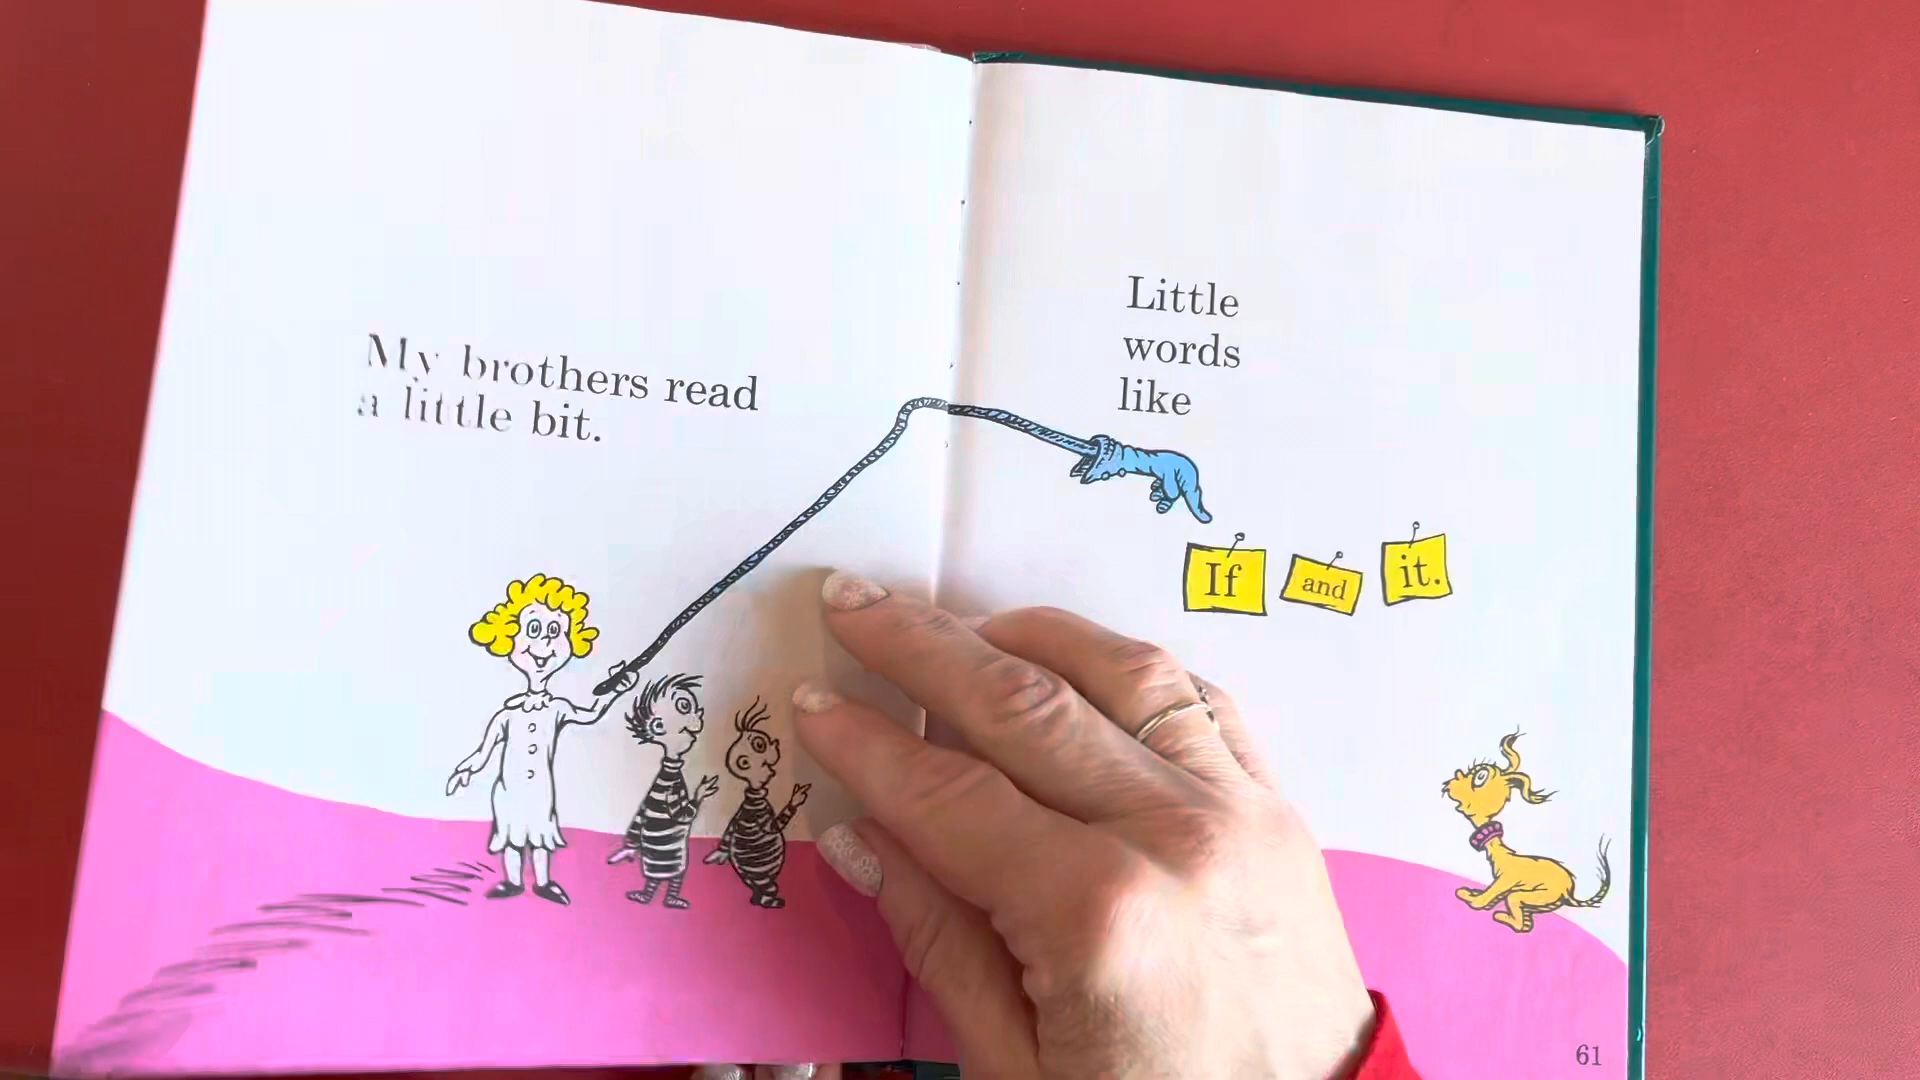 My brothers read
a little bit.
Little
words
like
If and it.
61